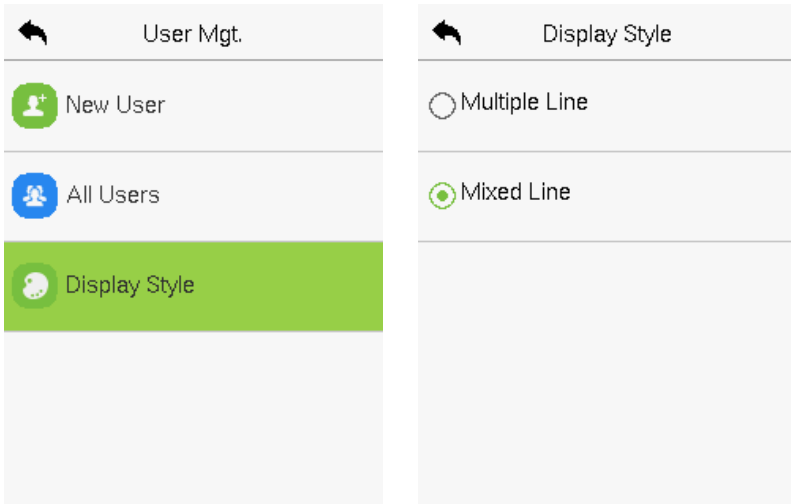 User Mgt.
New User
All Users
Display Style
Display Style
Multiple Line
Mixed Line